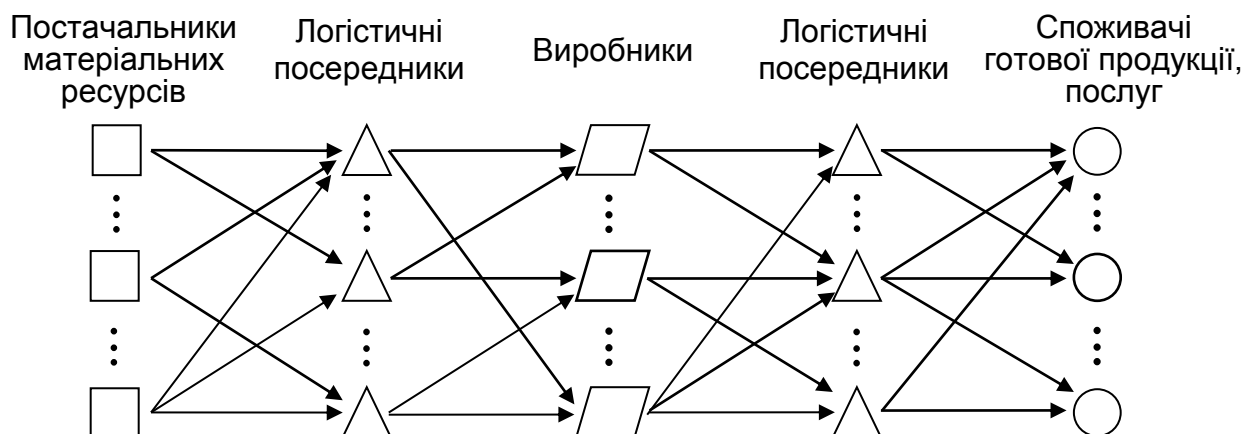 Постачальники
матеріальних
ресурсів
Логістичні
посередники
Виробники
Логістичні
посередники
Споживачі
готової продукції,
послуг